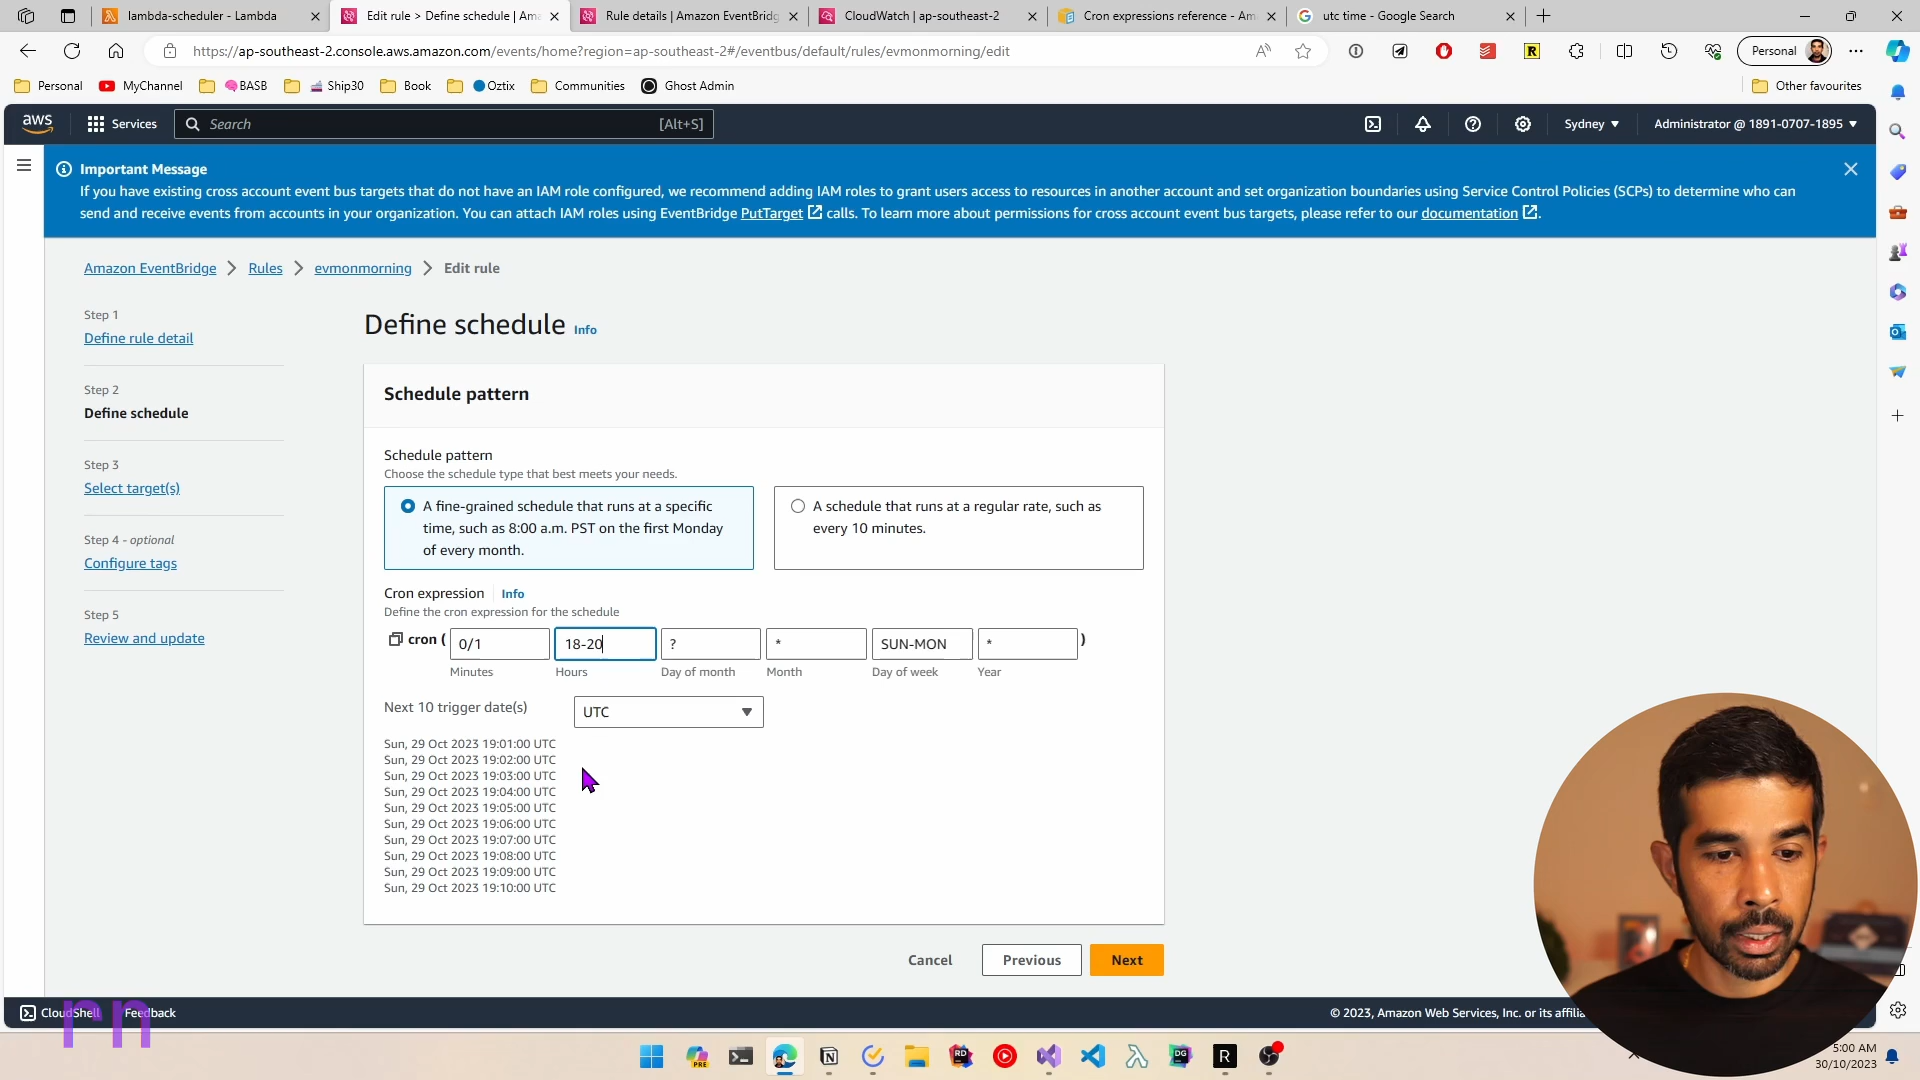 lambda-scheduler - Lambda
Edit rule > Define schedule | Ama
Rule details | Amazon EventBridg
CloudWatch | ap-southeast-2
Cron expressions reference - Am
utc time - Google Search
https://ap-southeast-2.console.aws.amazon.com/events/home?region=ap-southeast-2#/eventbus/default/rules/evmonmorning/edit
Personal
Personal
MyChannel
BASB
Ship30
Book
Oztix
Communities
Ghost Admin
Other favourites
aws
Services
Search
[Alt+S]
Sydney
Administrator @ 1891-0707-1895
Important Message
If you have existing cross account event bus targets that do not have an IAM role configured, we recommend adding IAM roles to grant users access to resources in another account and set organization boundaries using Service Control Policies (SCPs) to determine who can
send and receive events from accounts in your organization. You can attach IAM roles using EventBridge PutTarget calls. To learn more about permissions for cross account event bus targets, please refer to our documentation.
Amazon EventBridge > Rules > evmonmorning > Edit rule
Step 1
Define rule detail
Step 2
Define schedule
Step 3
Select target(s)
Step 4 - optional
Configure tags
Step 5
Review and update
Define schedule Info
Schedule pattern
Schedule pattern
Choose the schedule type that best meets your needs.
A fine-grained schedule that runs at a specific
time, such as 8:00 a.m. PST on the first Monday
of every month.
A schedule that runs at a regular rate, such as
every 10 minutes.
Cron expression Info
Define the cron expression for the schedule
cron ( 0/1 18-20 ? * SUN-MON * )
Minutes Hours Day of month Month Day of week Year
Next 10 trigger date(s)
UTC
Sun, 29 Oct 2023 19:01:00 UTC
Sun, 29 Oct 2023 19:02:00 UTC
Sun, 29 Oct 2023 19:03:00 UTC
Sun, 29 Oct 2023 19:04:00 UTC
Sun, 29 Oct 2023 19:05:00 UTC
Sun, 29 Oct 2023 19:06:00 UTC
Sun, 29 Oct 2023 19:07:00 UTC
Sun, 29 Oct 2023 19:08:00 UTC
Sun, 29 Oct 2023 19:09:00 UTC
Sun, 29 Oct 2023 19:10:00 UTC
Cancel
Previous
Next
CloudShell
Feedback
rn
© 2023, Amazon Web Services, Inc. or its affilia
PRE
RD
DG
R
5:00 AM
30/10/2023